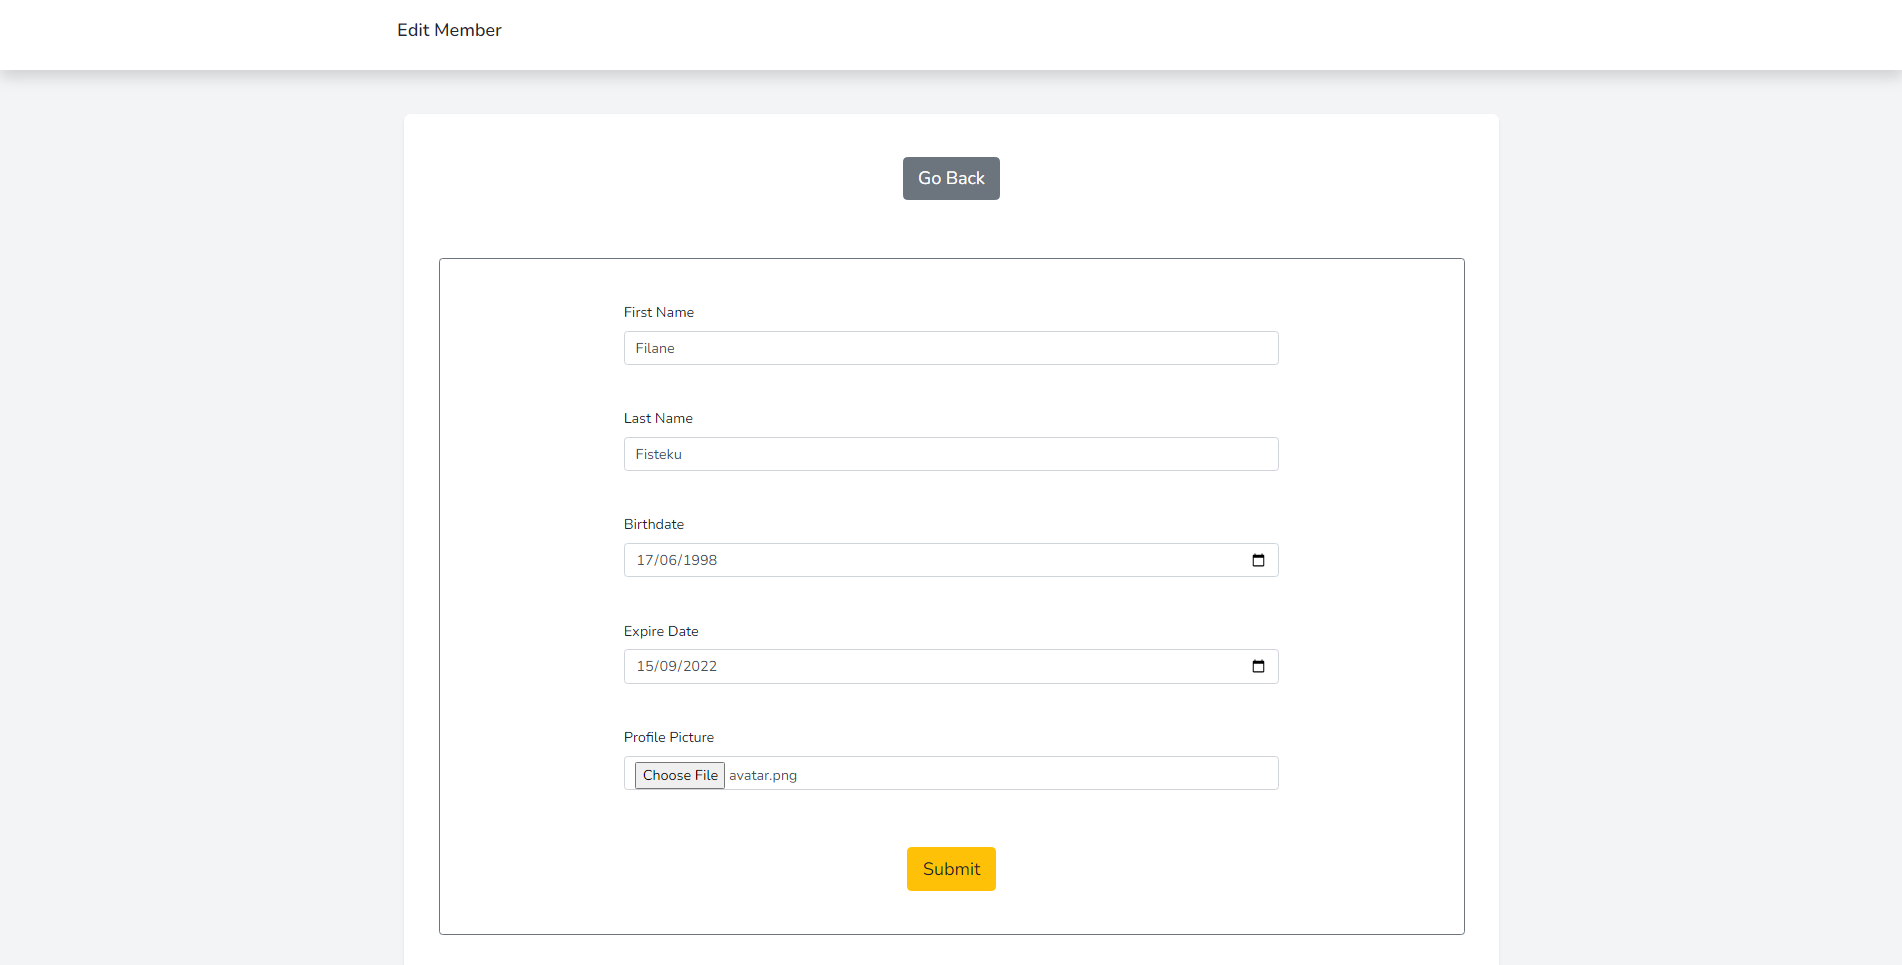 Edit Member
Go Back
First Name
Filane
Last Name
Fisteku
Birthdate
17/06/1998
Expire Date
15/09/2022
Profile Picture
Choose File avatar.png
Submit